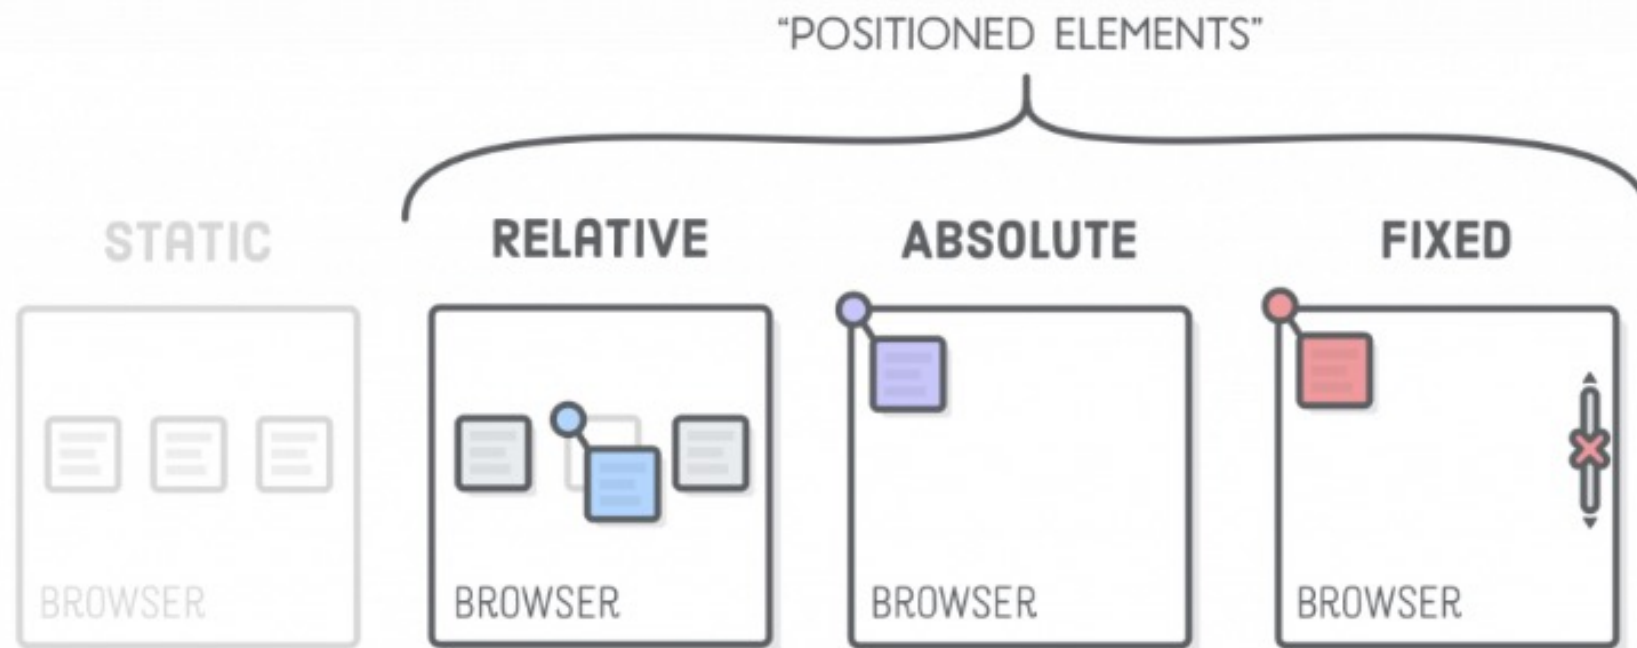 “POSITIONED ELEMENTS”
STATIC
RELATIVE
ABSOLUTE
FIXED
BROWSER
BROWSER
BROWSER
BROWSER